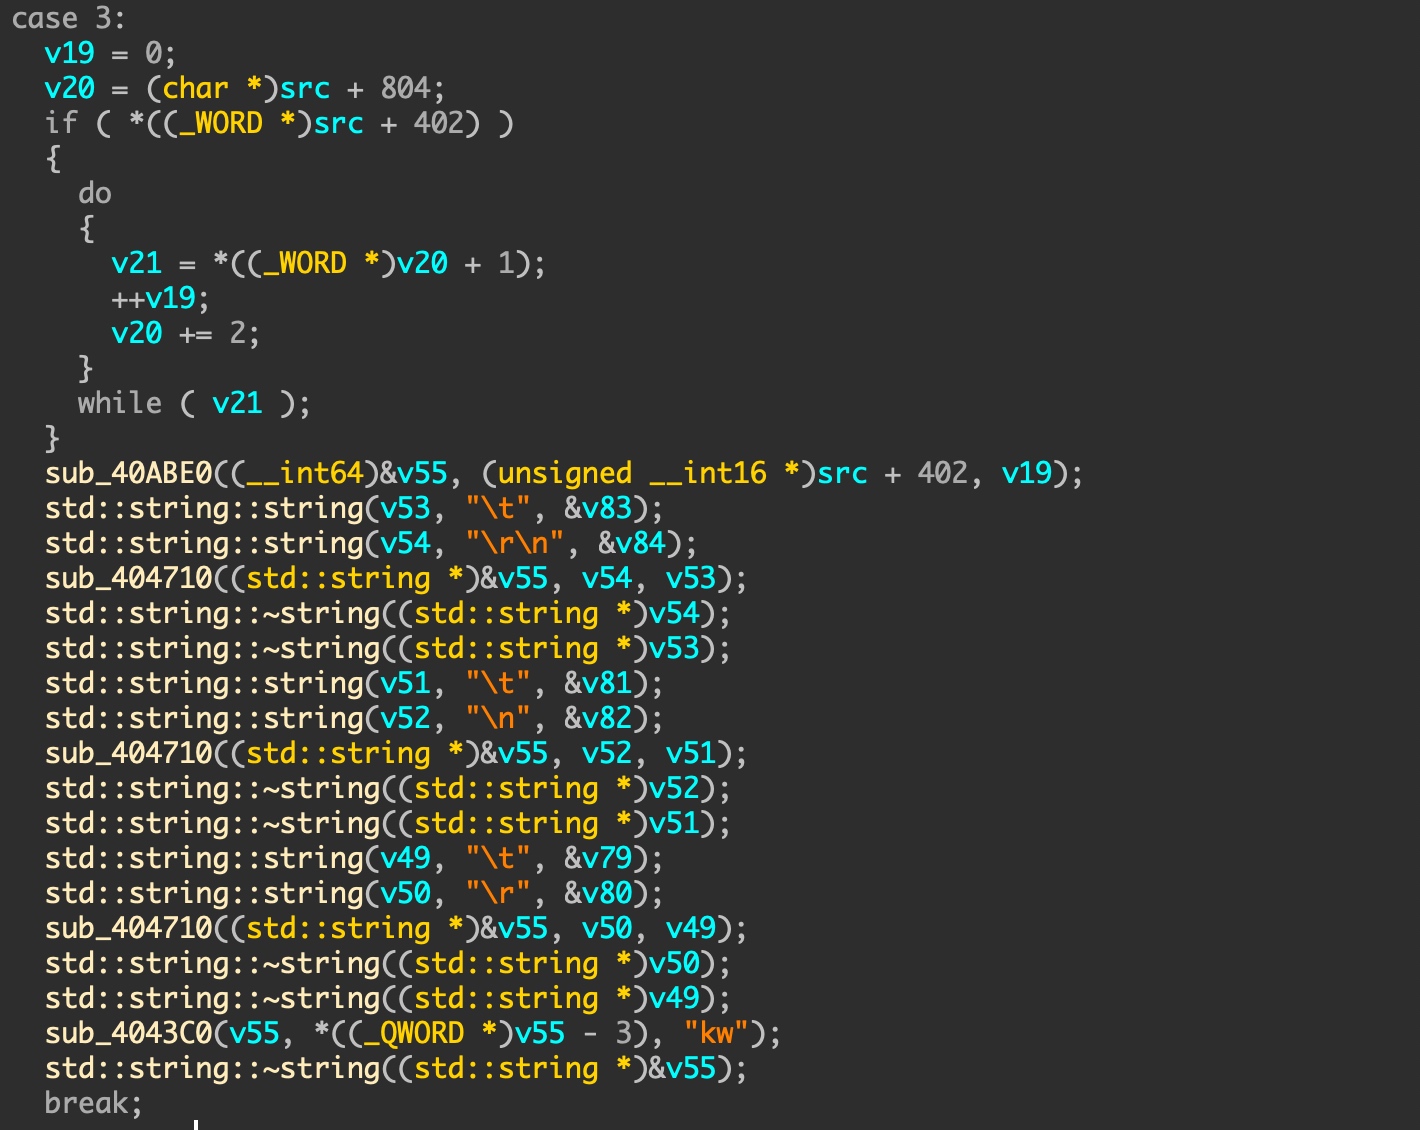 case 3:
v19 = 0;
v20 = (char *)src + 804;
if ( *((_WORD *)src + 402) )
{
do
{
v21 = *((_WORD *)v20 + 1);
++v19;
v20 += 2;
}
while ( v21 );
}
sub_40ABE0((__int64)&v55, (unsigned __int16 *)src + 402, v19);
std::string::string(v53, "\t", &v83);
std::string::string(v54, "\r\n", &v84);
sub_404710((std::string *)&v55, v54, v53);
std::string::~string((std::string *)v54);
std::string::~string((std::string *)v53);
std::string::string(v51, "\t", &v81);
std::string::string(v52, "\n", &v82);
sub_404710((std::string *)&v55, v52, v51);
std::string::~string((std::string *)v52);
std::string::~string((std::string *)v51);
std::string::string(v49, "\t", &v79);
std::string::string(v50, "\r", &v80);
sub_404710((std::string *)&v55, v50, v49);
std::string::~string((std::string *)v50);
std::string::~string((std::string *)v49);
sub_4043C0(v55, *((_QWORD *)v55 - 3), "kw");
std::string::~string((std::string *)&v55);
break;